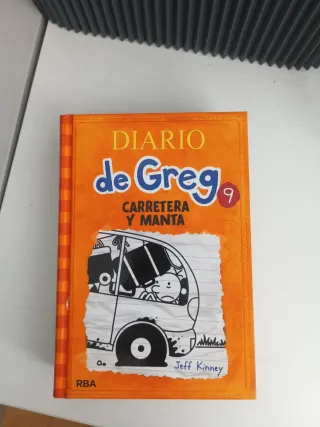 DIARIO
de Greg 9
CARRETERA
Y MANTA
Jeff Kinney
RBA